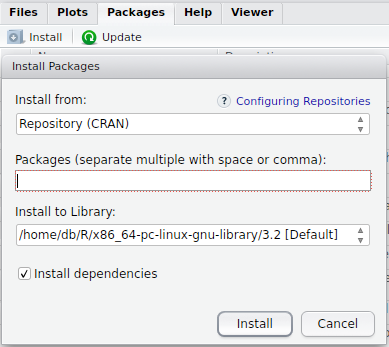 Files Plots Packages Help Viewer
Install Update
Install Packages
Install from: ? Configuring Repositories
Repository (CRAN)
Packages (separate multiple with space or comma):
Install to Library:
/home/db/R/x86_64-pc-linux-gnu-library/3.2 [Default]
Install dependencies
Install Cancel